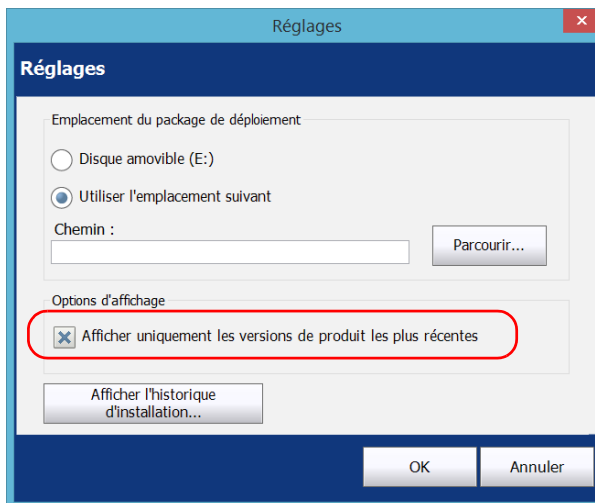 Réglages
Réglages
Emplacement du package de déploiement
Disque amovible (E:)
Utiliser l'emplacement suivant
Chemin :
Parcourir...
Options d'affichage
Afficher uniquement les versions de produit les plus récentes
Afficher l'historique
d'installation...
OK
Annuler